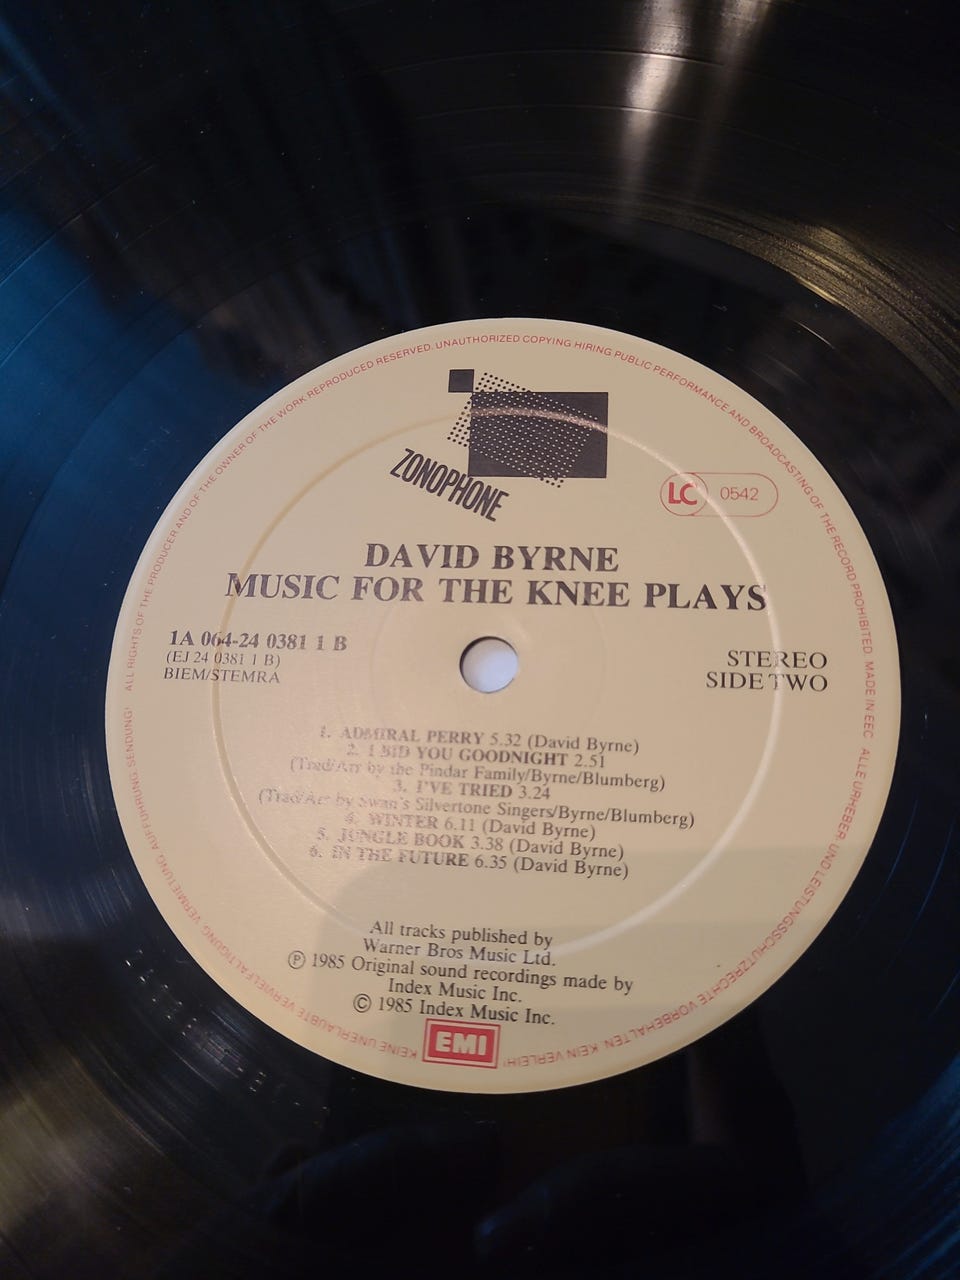 ALL RIGHTS OF THE PRODUCER AND OF THE OWNER OF THE WORK REPRODUCED RESERVED. UNAUTHORIZED COPYING HIRING PUBLIC PERFORMANCE AND BROADCASTING OF THE RECORD PROHIBITED. MADE IN EEC ALLE URHEBER UND LEISTUNGSSCHUTZRECHTE VORBEHALTEN. KEIN VERLEIH! KEINE UNERLAUBTE VERVIELFÄLTIGUNG, VERMIETUNG, AUFFÜHRUNG, SENDUNG!
ZONOPHONE
LC 0542
DAVID BYRNE
MUSIC FOR THE KNEE PLAYS
1A 064-24 0381 1 B
(EJ 24 0381 1 B)
BIEM/STEMRA
STEREO
SIDE TWO
1. ADMIRAL PERRY 5.32 (David Byrne)
2. I BID YOU GOODNIGHT 2.51
(Trad/Arr by the Pindar Family/Byrne/Blumberg)
3. I'VE TRIED 3.24
(Trad/Arr by Swan's Silvertone Singers/Byrne/Blumberg)
4. WINTER 6.11 (David Byrne)
5. JUNGLE BOOK 3.38 (David Byrne)
6. IN THE FUTURE 6.35 (David Byrne)
All tracks published by
Warner Bros Music Ltd.
Ⓟ 1985 Original sound recordings made by
Index Music Inc.
© 1985 Index Music Inc.
EMI